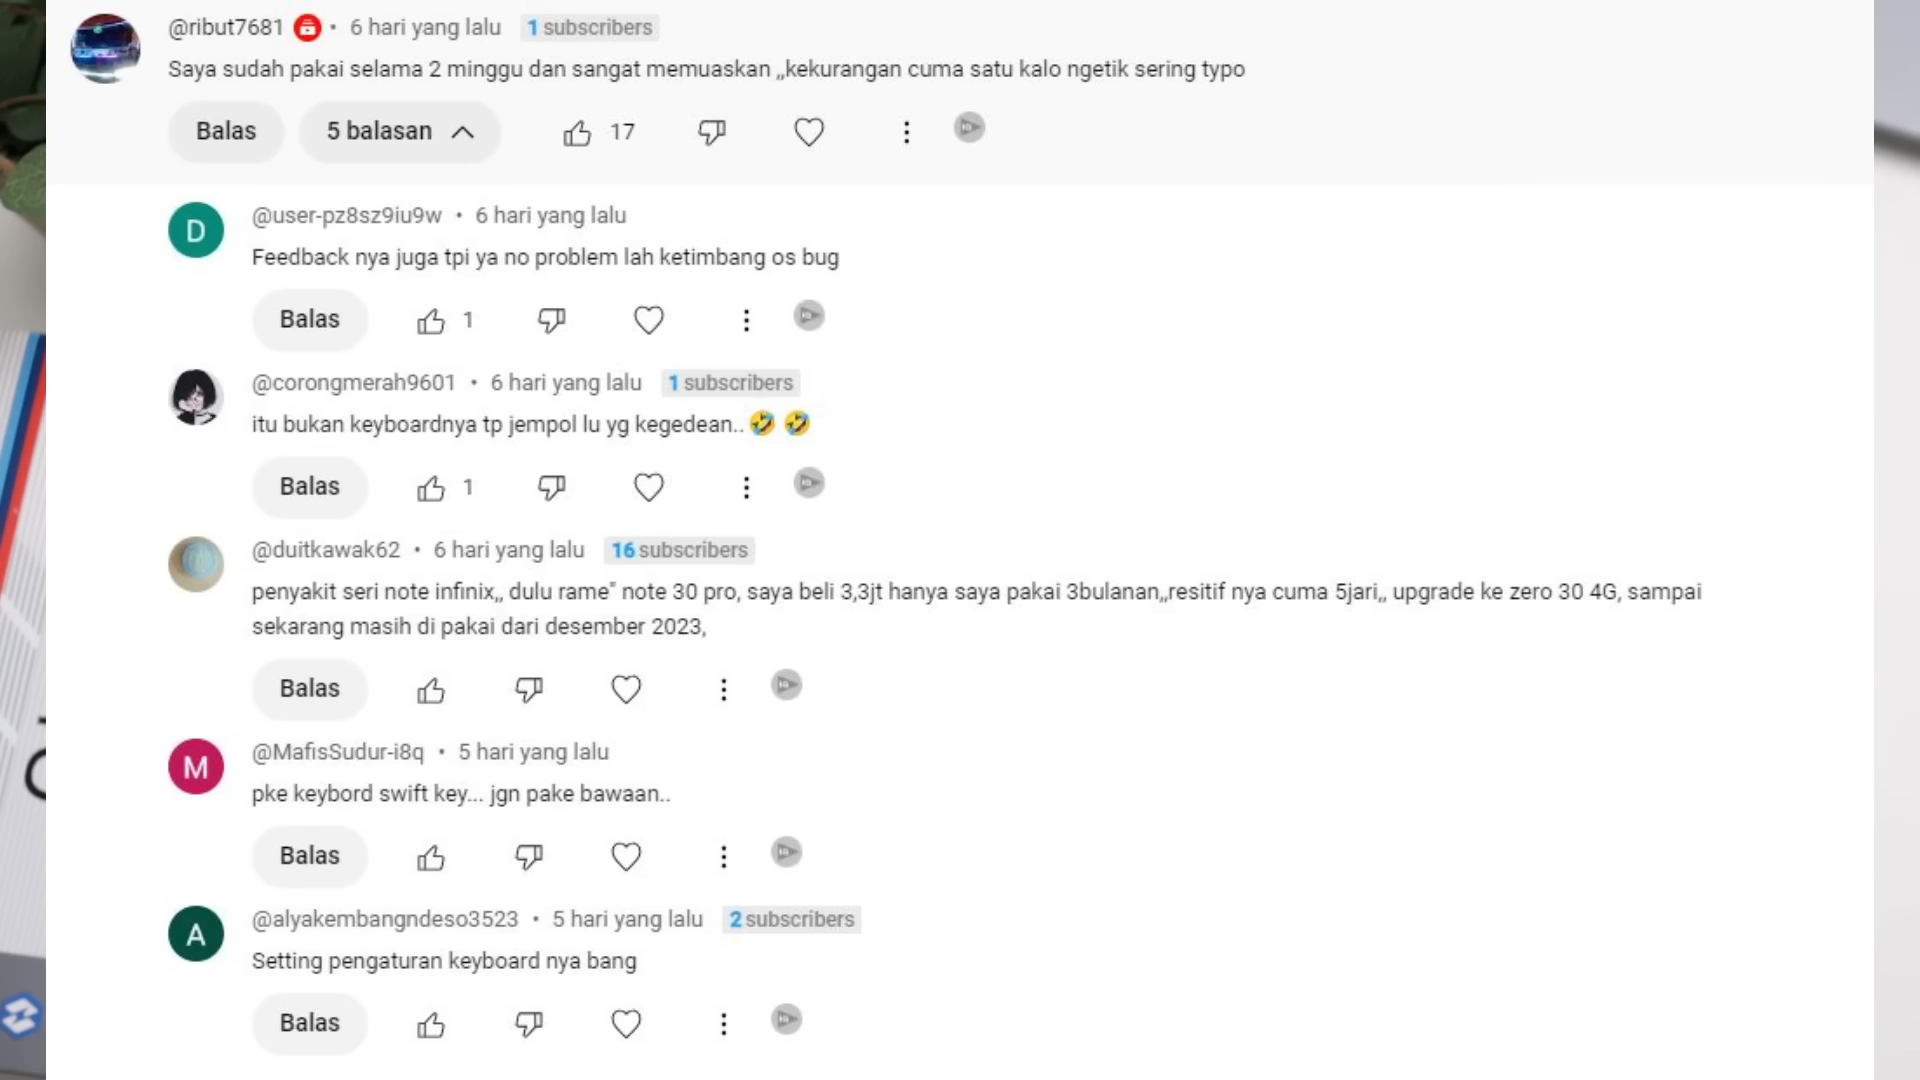 @ribut7681 • 6 hari yang lalu 1 subscribers
Saya sudah pakai selama 2 minggu dan sangat memuaskan ,,kekurangan cuma satu kalo ngetik sering typo
Balas 5 balasan 17
@user-pz8sz9iu9w • 6 hari yang lalu
Feedback nya juga tpi ya no problem lah ketimbang os bug
Balas 1
@corongmerah9601 • 6 hari yang lalu 1 subscribers
itu bukan keyboardnya tp jempol lu yg kegedean.. 🤣 🤣
Balas 1
@duitkawak62 • 6 hari yang lalu 16 subscribers
penyakit seri note infinix,, dulu rame" note 30 pro, saya beli 3,3jt hanya saya pakai 3bulanan,,resitif nya cuma 5jari,, upgrade ke zero 30 4G, sampai
sekarang masih di pakai dari desember 2023,
Balas
M
@MafisSudur-i8q • 5 hari yang lalu
pke keybord swift key... jgn pake bawaan..
Balas
A
@alyakembangndeso3523 • 5 hari yang lalu 2 subscribers
Setting pengaturan keyboard nya bang
Balas